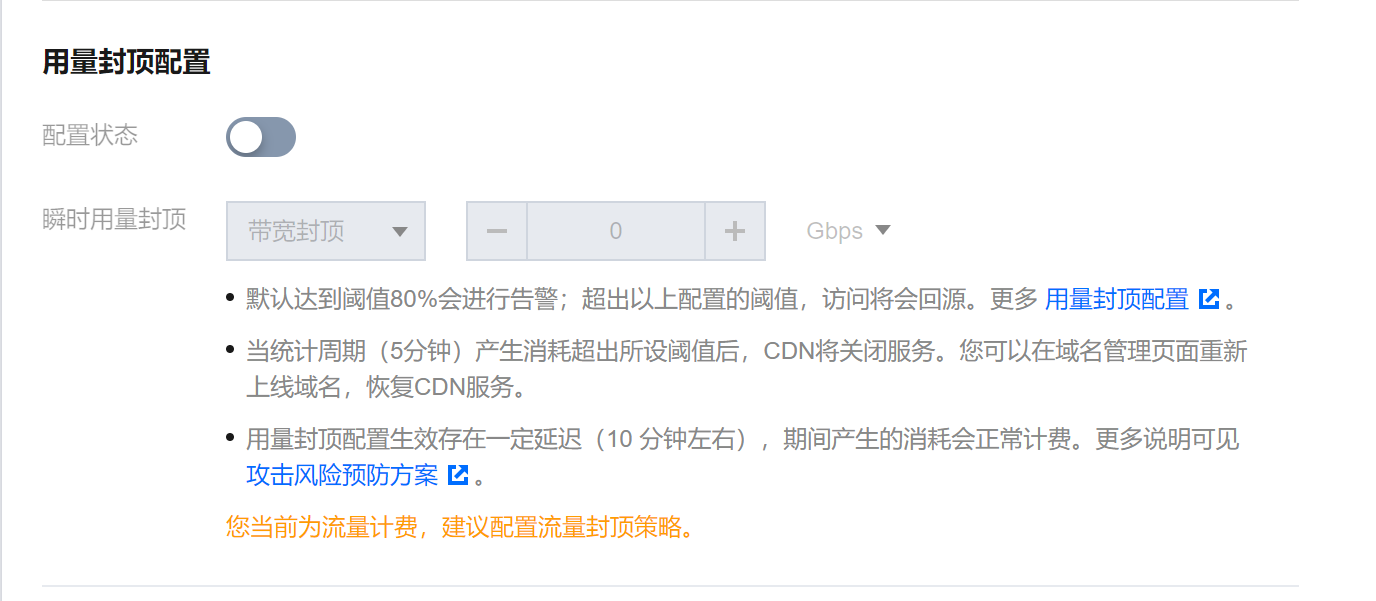 用量封顶配置
配置状态
瞬时用量封顶 带宽封顶 0 Gbps
默认达到阈值80%会进行告警；超出以上配置的阈值，访问将会回源。更多 用量封顶配置 。
当统计周期（5分钟）产生消耗超出所设阈值后，CDN将关闭服务。您可以在域名管理页面重新
上线域名，恢复CDN服务。
用量封顶配置生效存在一定延迟（10 分钟左右），期间产生的消耗会正常计费。更多说明可见
攻击风险预防方案 。
您当前为流量计费，建议配置流量封顶策略。